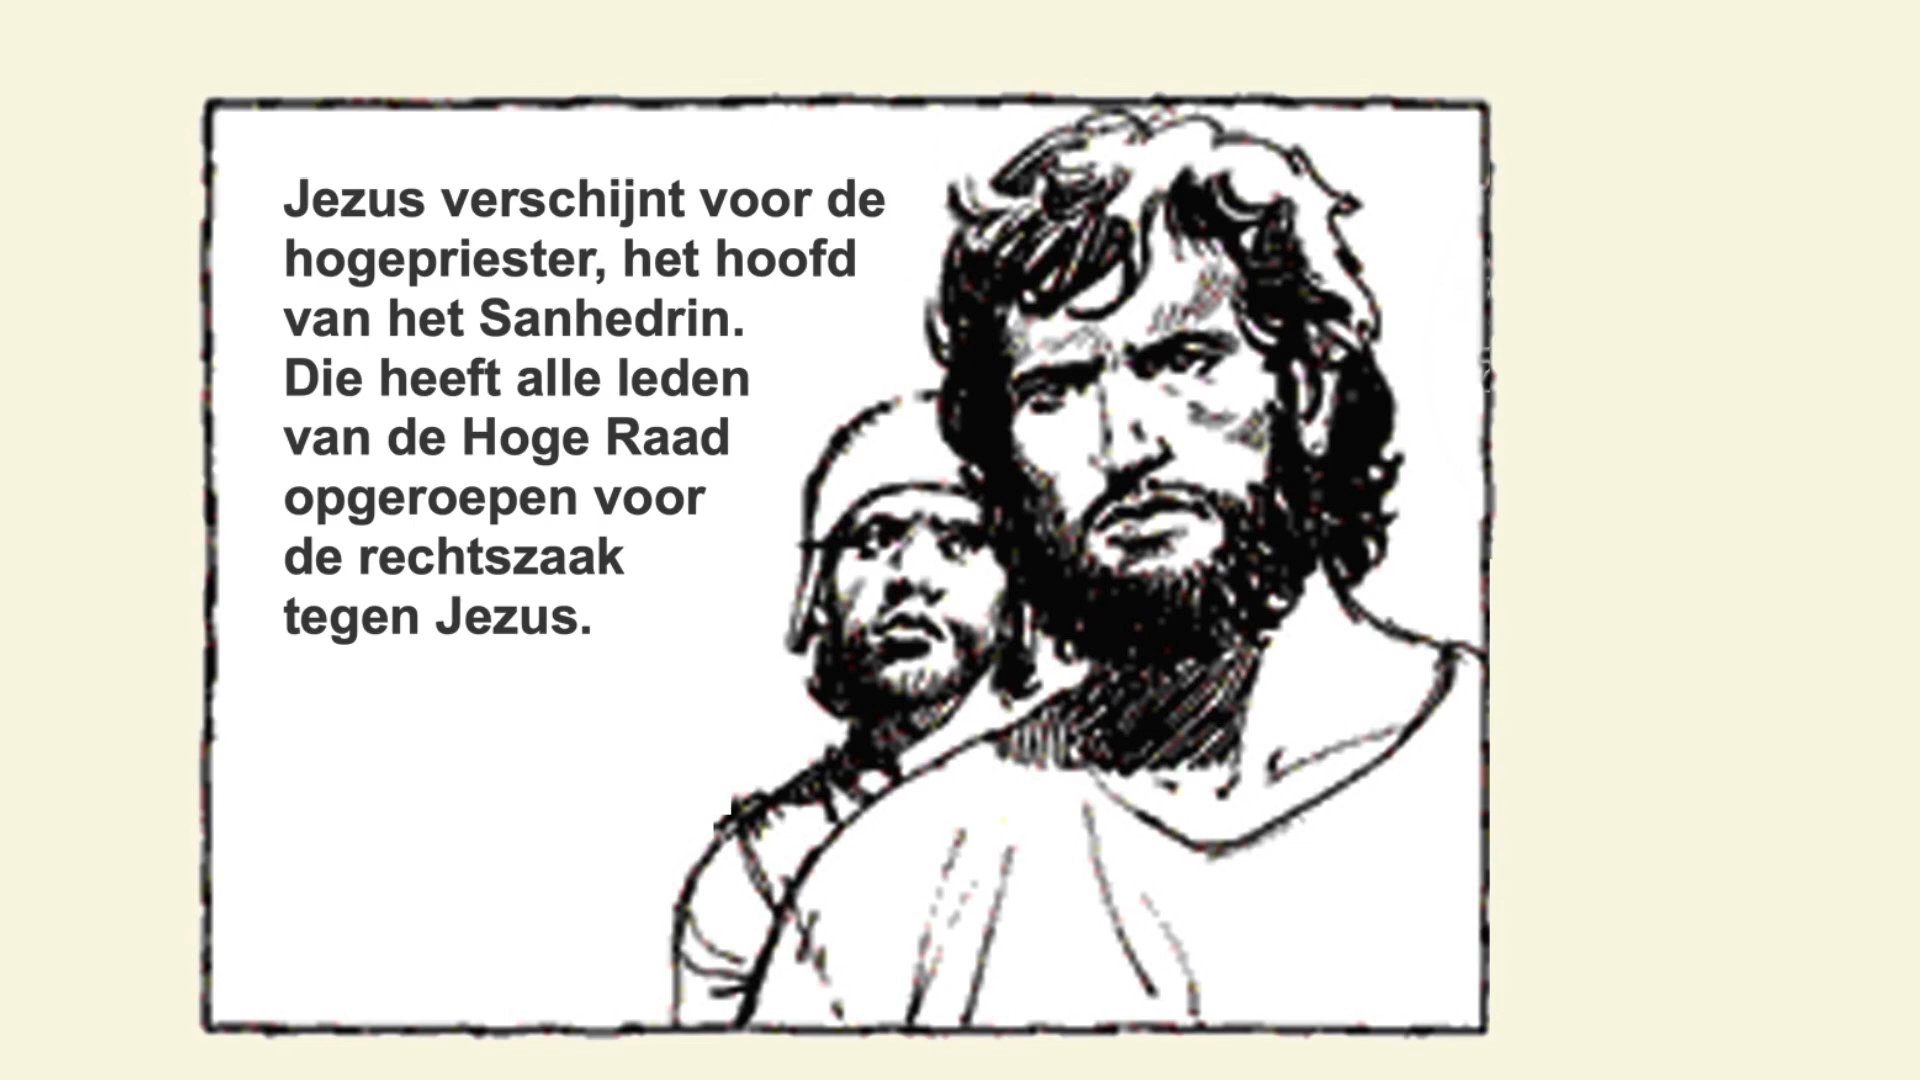 Jezus verschijnt voor de
hogepriester, het hoofd
van het Sanhedrin.
Die heeft alle leden
van de Hoge Raad
opgeroepen voor
de rechtszaak
tegen Jezus.